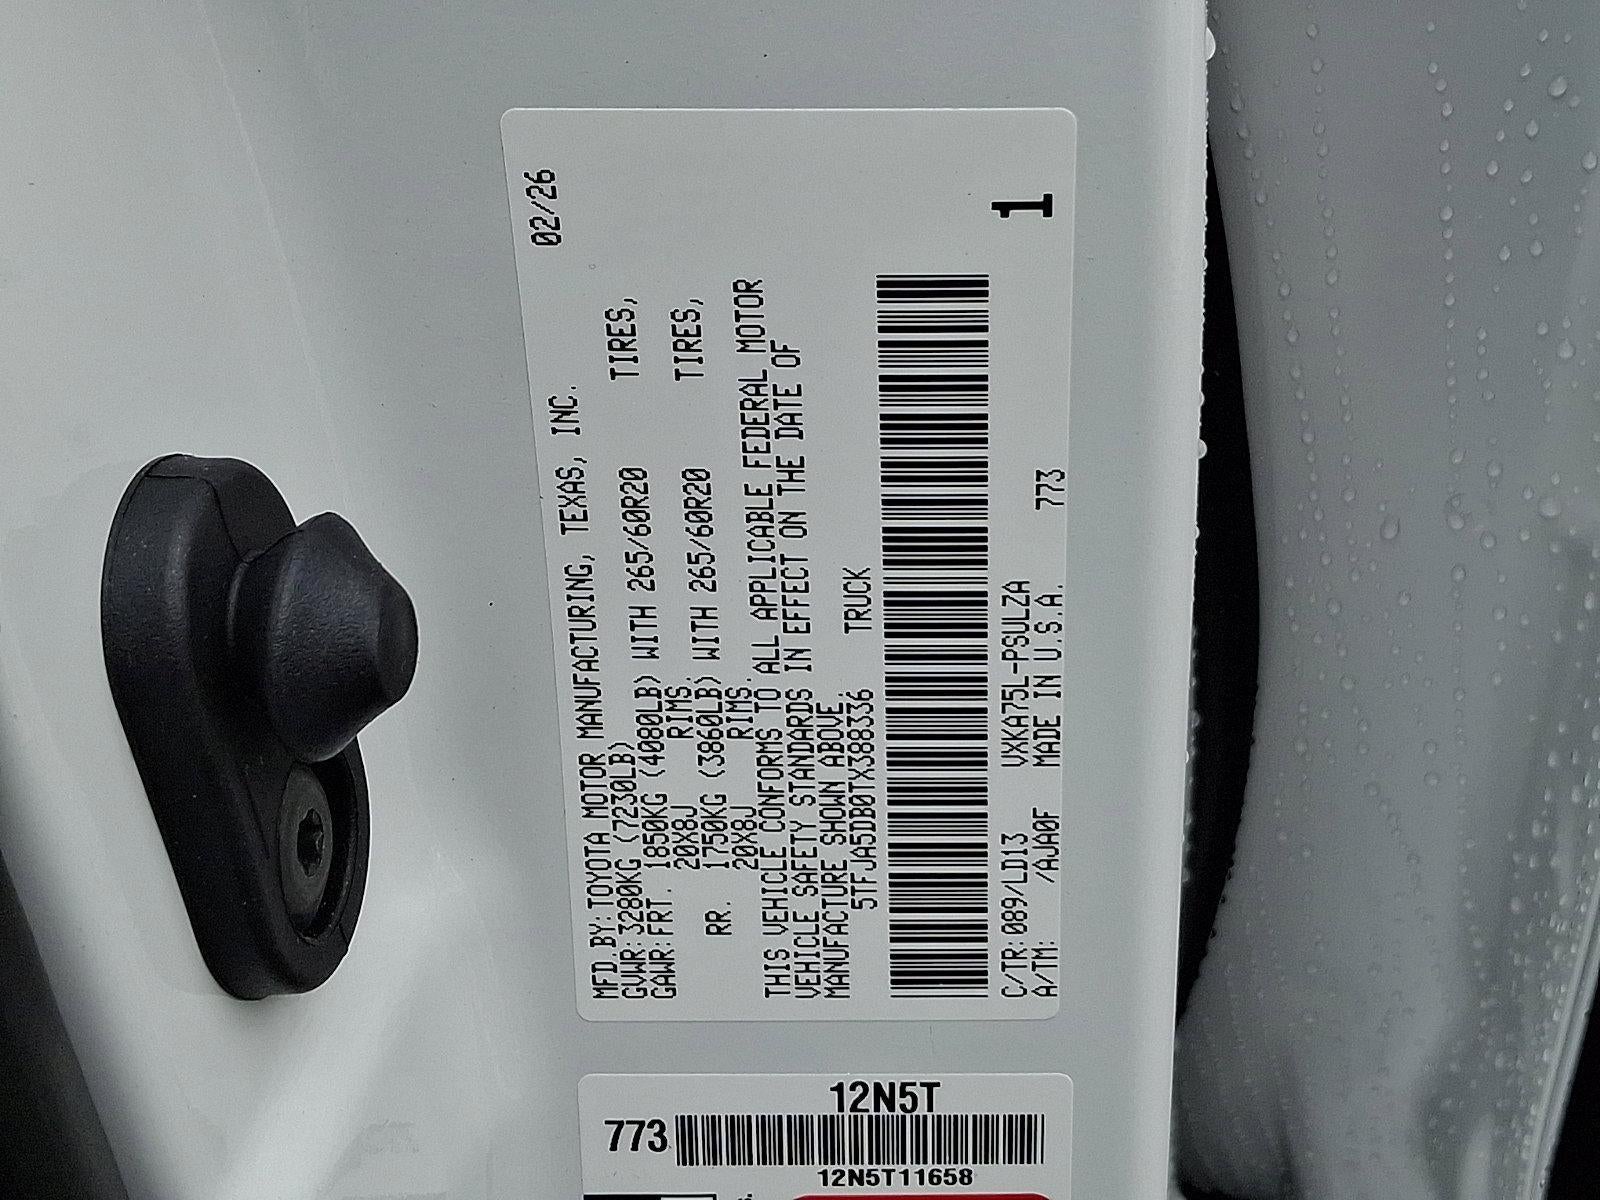 MFD.BY:TOYOTA MOTOR MANUFACTURING, TEXAS, INC. 02/26
GVWR:3280KG (7230LB)
GAWR:FRT. 1850KG (4080LB) WITH 265/60R20 TIRES,
20X8J RIMS.
RR. 1750KG (3860LB) WITH 265/60R20 TIRES,
20X8J RIMS.
THIS VEHICLE CONFORMS TO ALL APPLICABLE FEDERAL MOTOR
VEHICLE SAFETY STANDARDS IN EFFECT ON THE DATE OF
MANUFACTURE SHOWN ABOVE.
5TFJA5DB0TX388336 TRUCK
C/TR:089/LD13 VXKA75L-PSULZA
A/TM: /AJA0F MADE IN U.S.A. 773
1
12N5T
773
12N5T11658